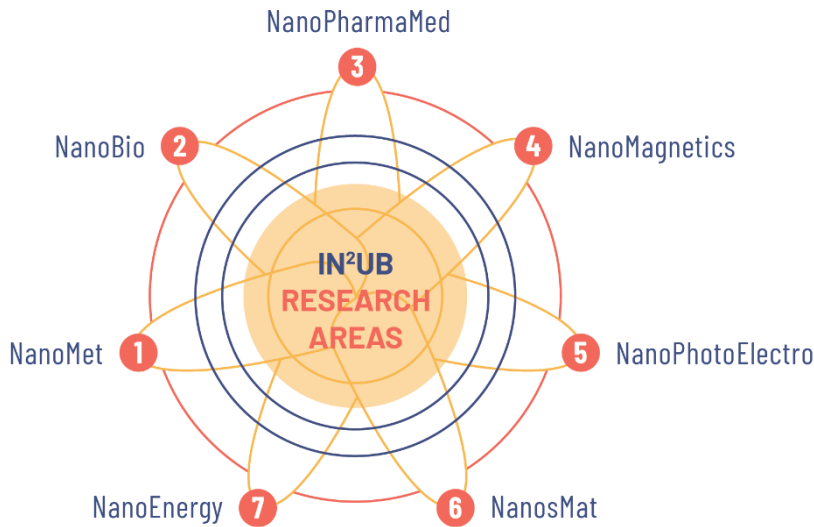 NanoPharmaMed
3
NanoBio 2
4 NanoMagnetics
IN²UB
RESEARCH
AREAS
NanoMet 1
5 NanoPhotoElectro
NanoEnergy 7
6 NanosMat